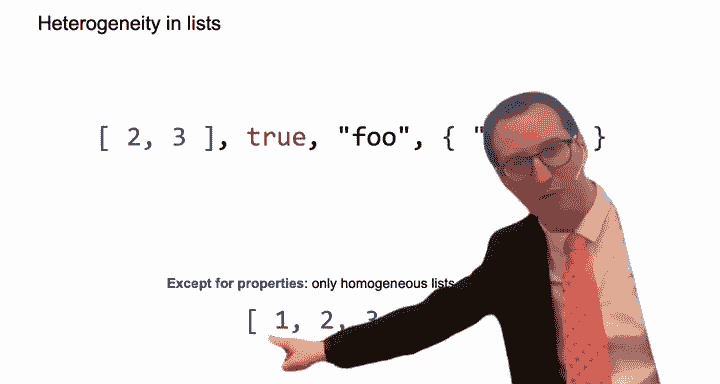 Heterogeneity in lists
[ 2, 3 ], true, "foo", { " }
Except for properties: only homogeneous lists
[ 1, 2, 3